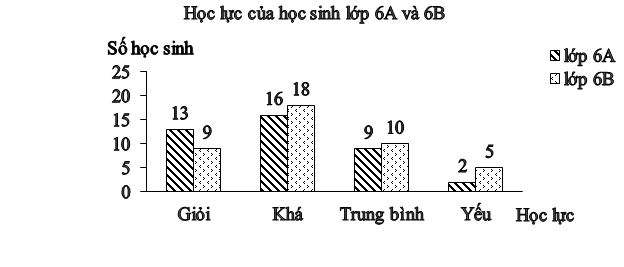 Học lực của học sinh lớp 6A và 6B
Số học sinh
lớp 6A
lớp 6B
25
20
15
10
5
0
13
9
16
18
9
10
2
5
Giỏi
Khá
Trung bình
Yếu
Học lực